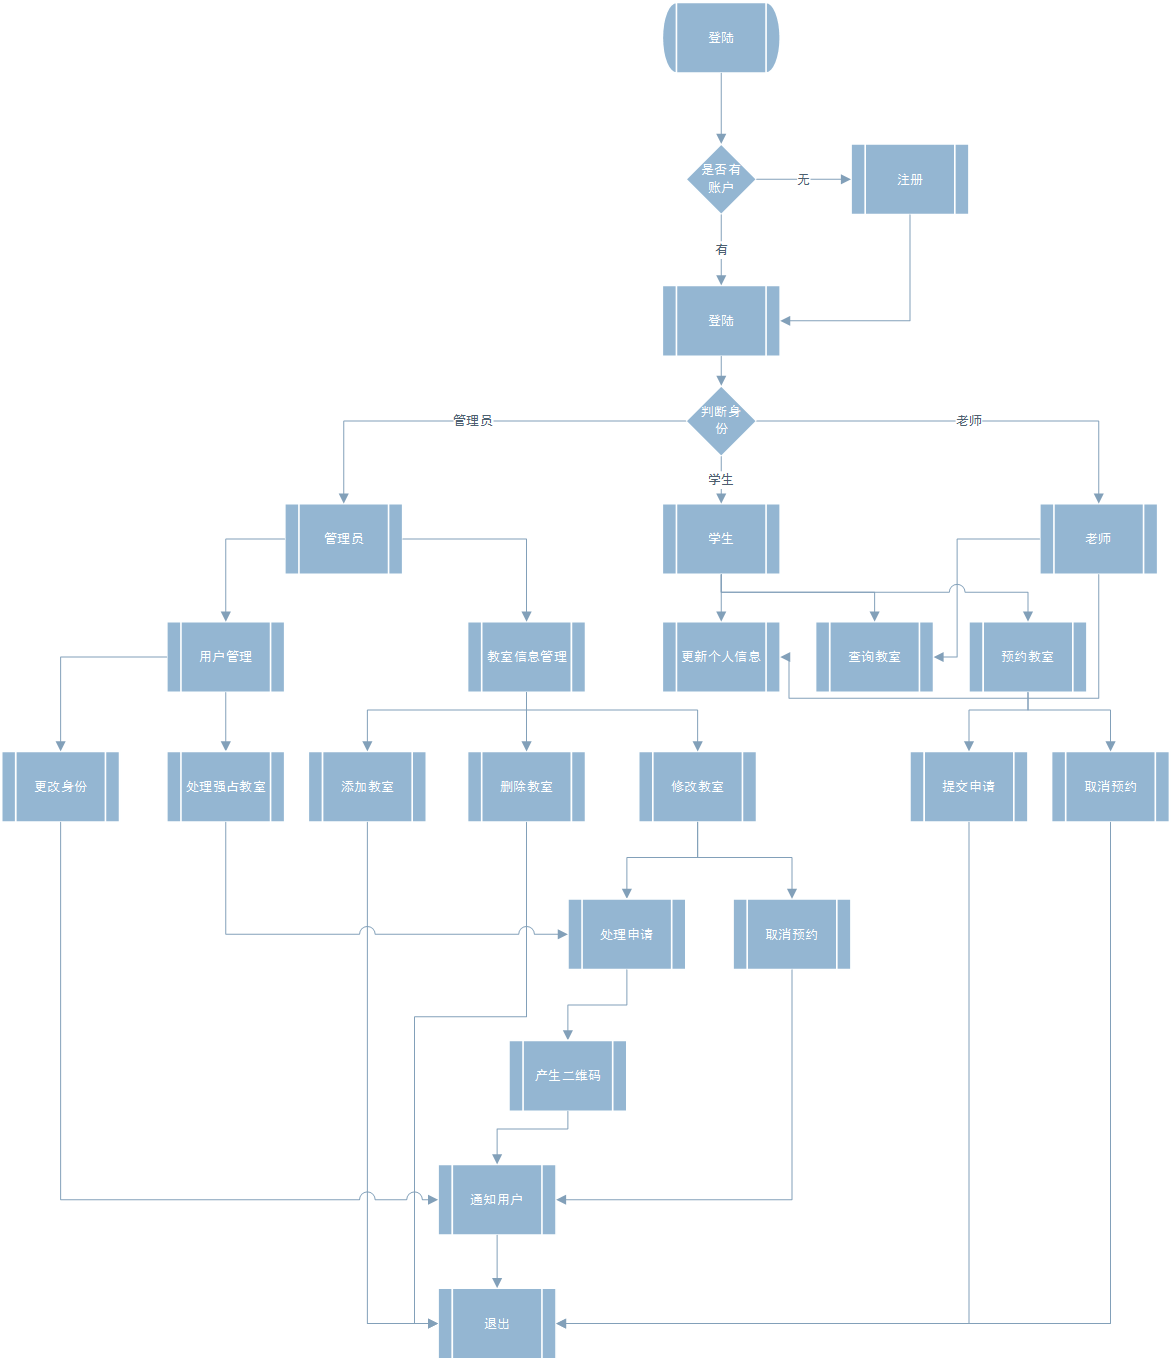 登陆
是否有
账户
无
注册
有
登陆
判断身
份
管理员
老师
学生
管理员
学生
老师
用户管理
教室信息管理
更新个人信息
查询教室
预约教室
更改身份
处理强占教室
添加教室
删除教室
修改教室
提交申请
取消预约
处理申请
取消预约
产生二维码
通知用户
退出